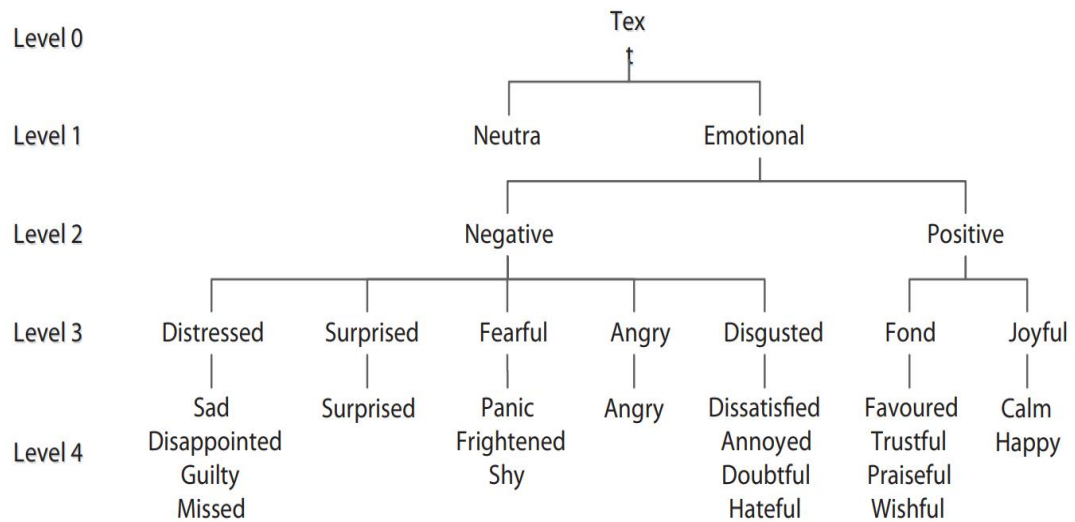 Level 0
Tex
t
Level 1
Neutra
Emotional
Level 2
Negative
Positive
Level 3
Distressed
Surprised
Fearful
Angry
Disgusted
Fond
Joyful
Level 4
Sad
Disappointed
Guilty
Missed
Surprised
Panic
Frightened
Shy
Angry
Dissatisfied
Annoyed
Doubtful
Hateful
Favoured
Trustful
Praiseful
Wishful
Calm
Happy